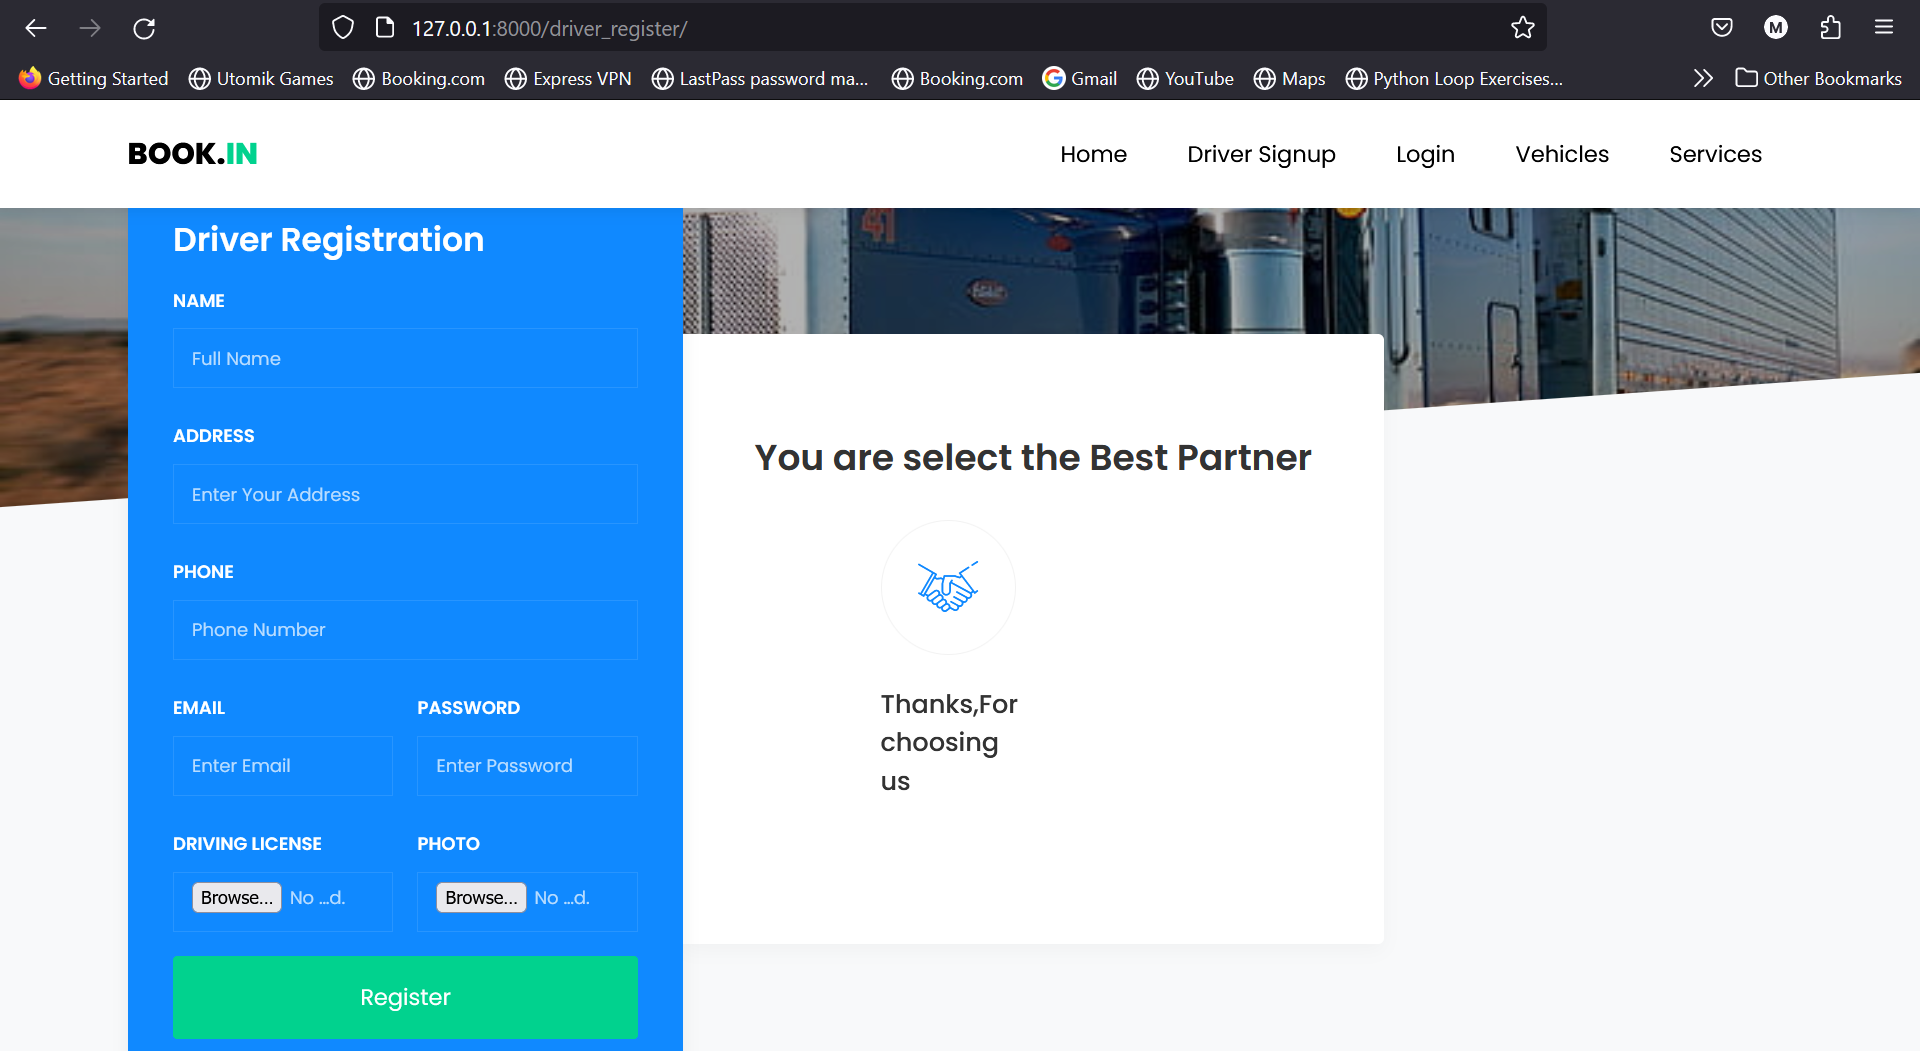 127.0.0.1:8000/driver_register/
M
Getting Started Utomik Games Booking.com Express VPN LastPass password ma... Booking.com Gmail YouTube Maps Python Loop Exercises... Other Bookmarks
BOOK.IN Home Driver Signup Login Vehicles Services
41
Driver Registration
NAME
Full Name
ADDRESS
Enter Your Address
PHONE
Phone Number
EMAIL PASSWORD
Enter Email Enter Password
DRIVING LICENSE PHOTO
Browse... No ...d. Browse... No ...d.
Register
You are select the Best Partner
Thanks,For
choosing
us